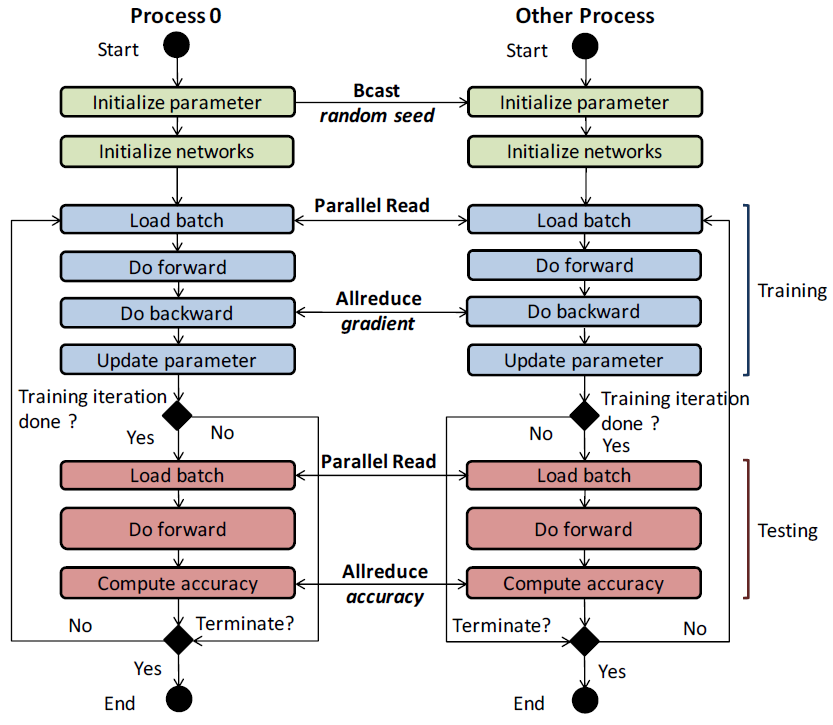 Process 0
Other Process
Start
Start
Initialize parameter
Bcast
random seed
Initialize parameter
Initialize networks
Initialize networks
Load batch
Parallel Read
Load batch
Do forward
Do forward
Do backward
Allreduce
gradient
Do backward
Training
Update parameter
Update parameter
Training iteration
done ?
Training iteration
done ?
Yes
No
No
Yes
Load batch
Parallel Read
Load batch
Do forward
Do forward
Testing
Compute accuracy
Allreduce
accuracy
Compute accuracy
No
Terminate?
Terminate?
No
Yes
Yes
End
End